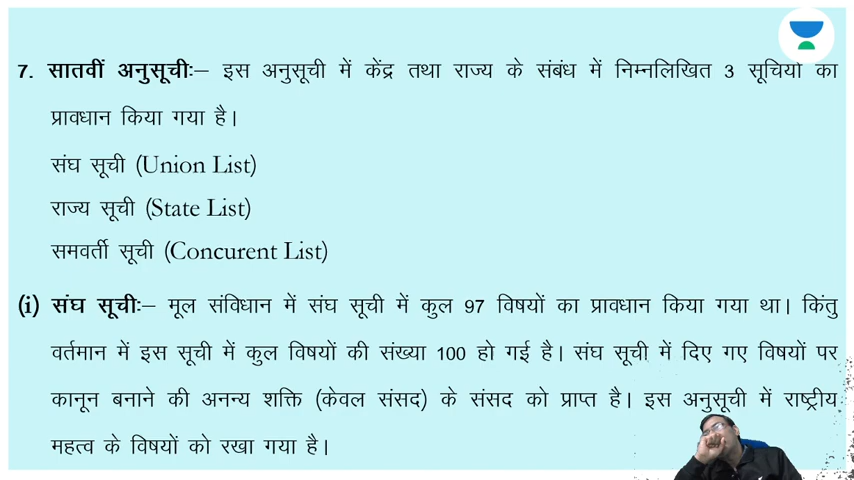 7. सातवीं अनुसूचीः– इस अनुसूची में केंद्र तथा राज्य के संबंध में निम्नलिखित 3 सूचियों का
प्रावधान किया गया है।
संघ सूची (Union List)
राज्य सूची (State List)
समवर्ती सूची (Concurent List)
(i) संघ सूचीः– मूल संविधान में संघ सूची में कुल 97 विषयों का प्रावधान किया गया था। किंतु
वर्तमान में इस सूची में कुल विषयों की संख्या 100 हो गई है। संघ सूची में दिए गए विषयों पर
कानून बनाने की अनन्य शक्ति (केवल संसद) के संसद को प्राप्त है। इस अनुसूची में राष्ट्रीय
महत्व के विषयों को रखा गया है।